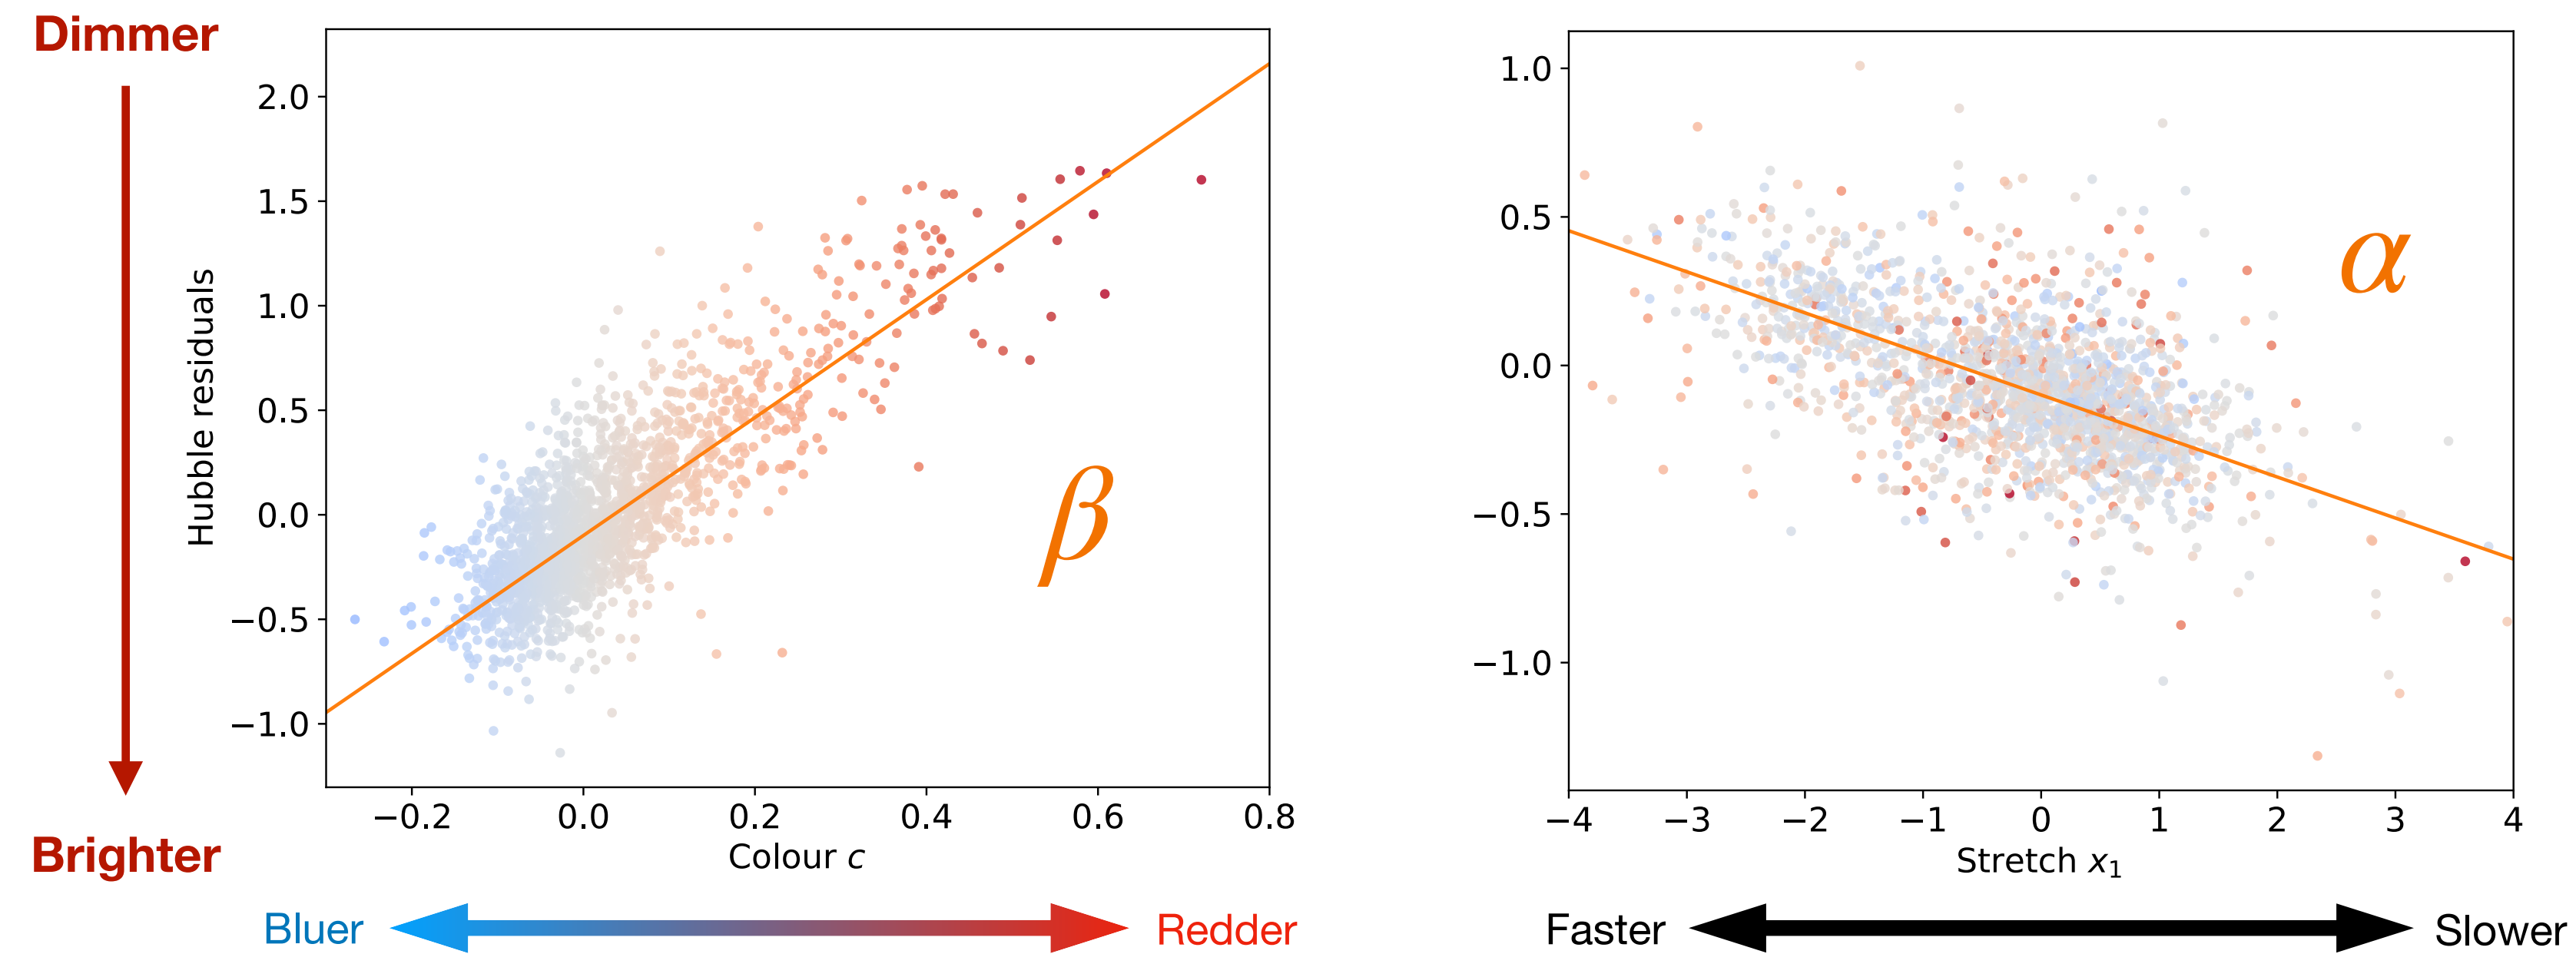 Dimmer
Brighter
Hubble residuals
2.0
1.5
1.0
0.5
0.0
−0.5
−1.0
β
−0.2 0.0 0.2 0.4 0.6 0.8
Colour c
Bluer Redder
1.0
0.5
0.0
−0.5
−1.0
α
−4 −3 −2 −1 0 1 2 3 4
Stretch x₁
Faster Slower